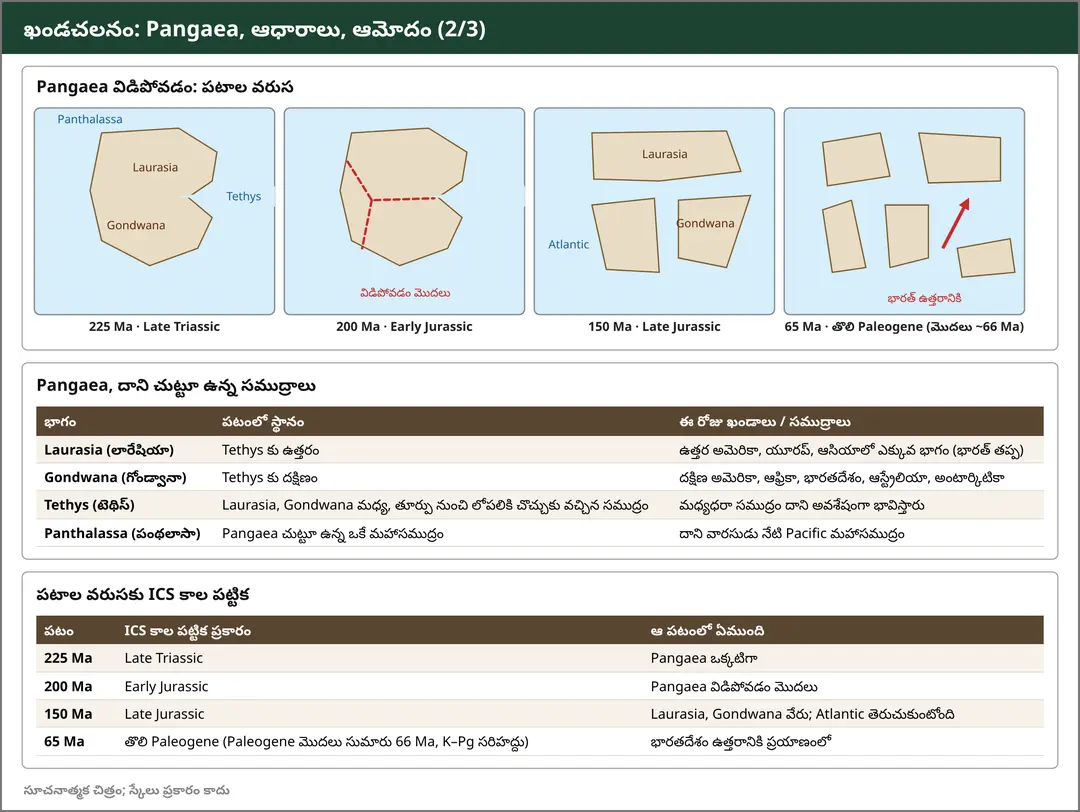 ఖండచలనం: Pangaea, ఆధారాలు, ఆమోదం (2/3)
Pangaea విడిపోవడం: పటాల వరుస
Panthalassa
Laurasia
Tethys
Gondwana
225 Ma · Late Triassic
విడిపోవడం మొదలు
200 Ma · Early Jurassic
Laurasia
Gondwana
Atlantic
150 Ma · Late Jurassic
భారత్ ఉత్తరానికి
65 Ma · తొలి Paleogene (మొదలు ~66 Ma)
Pangaea, దాని చుట్టూ ఉన్న సముద్రాలు
భాగం పటంలో స్థానం ఈ రోజు ఖండాలు / సముద్రాలు
Laurasia (లారేషియా) Tethys కు ఉత్తరం ఉత్తర అమెరికా, యూరప్, ఆసియాలో ఎక్కువ భాగం (భారత్ తప్ప)
Gondwana (గోండ్వానా) Tethys కు దక్షిణం దక్షిణ అమెరికా, ఆఫ్రికా, భారతదేశం, ఆస్ట్రేలియా, అంటార్కిటికా
Tethys (టెథిస్) Laurasia, Gondwana మధ్య, తూర్పు నుంచి లోపలికి చొచ్చుకు వచ్చిన సముద్రం మధ్యధరా సముద్రం దాని అవశేషంగా భావిస్తారు
Panthalassa (పంథలాసా) Pangaea చుట్టూ ఉన్న ఒకే మహాసముద్రం దాని వారసుడు నేటి Pacific మహాసముద్రం
పటాల వరుసకు ICS కాల పట్టిక
పటం ICS కాల పట్టిక ప్రకారం ఆ పటంలో ఏముంది
225 Ma Late Triassic Pangaea ఒక్కటిగా
200 Ma Early Jurassic Pangaea విడిపోవడం మొదలు
150 Ma Late Jurassic Laurasia, Gondwana వేరు; Atlantic తెరుచుకుంటోంది
65 Ma తొలి Paleogene (Paleogene మొదలు సుమారు 66 Ma, K–Pg సరిహద్దు) భారతదేశం ఉత్తరానికి ప్రయాణంలో
సూచనాత్మక చిత్రం; స్కేలు ప్రకారం కాదు